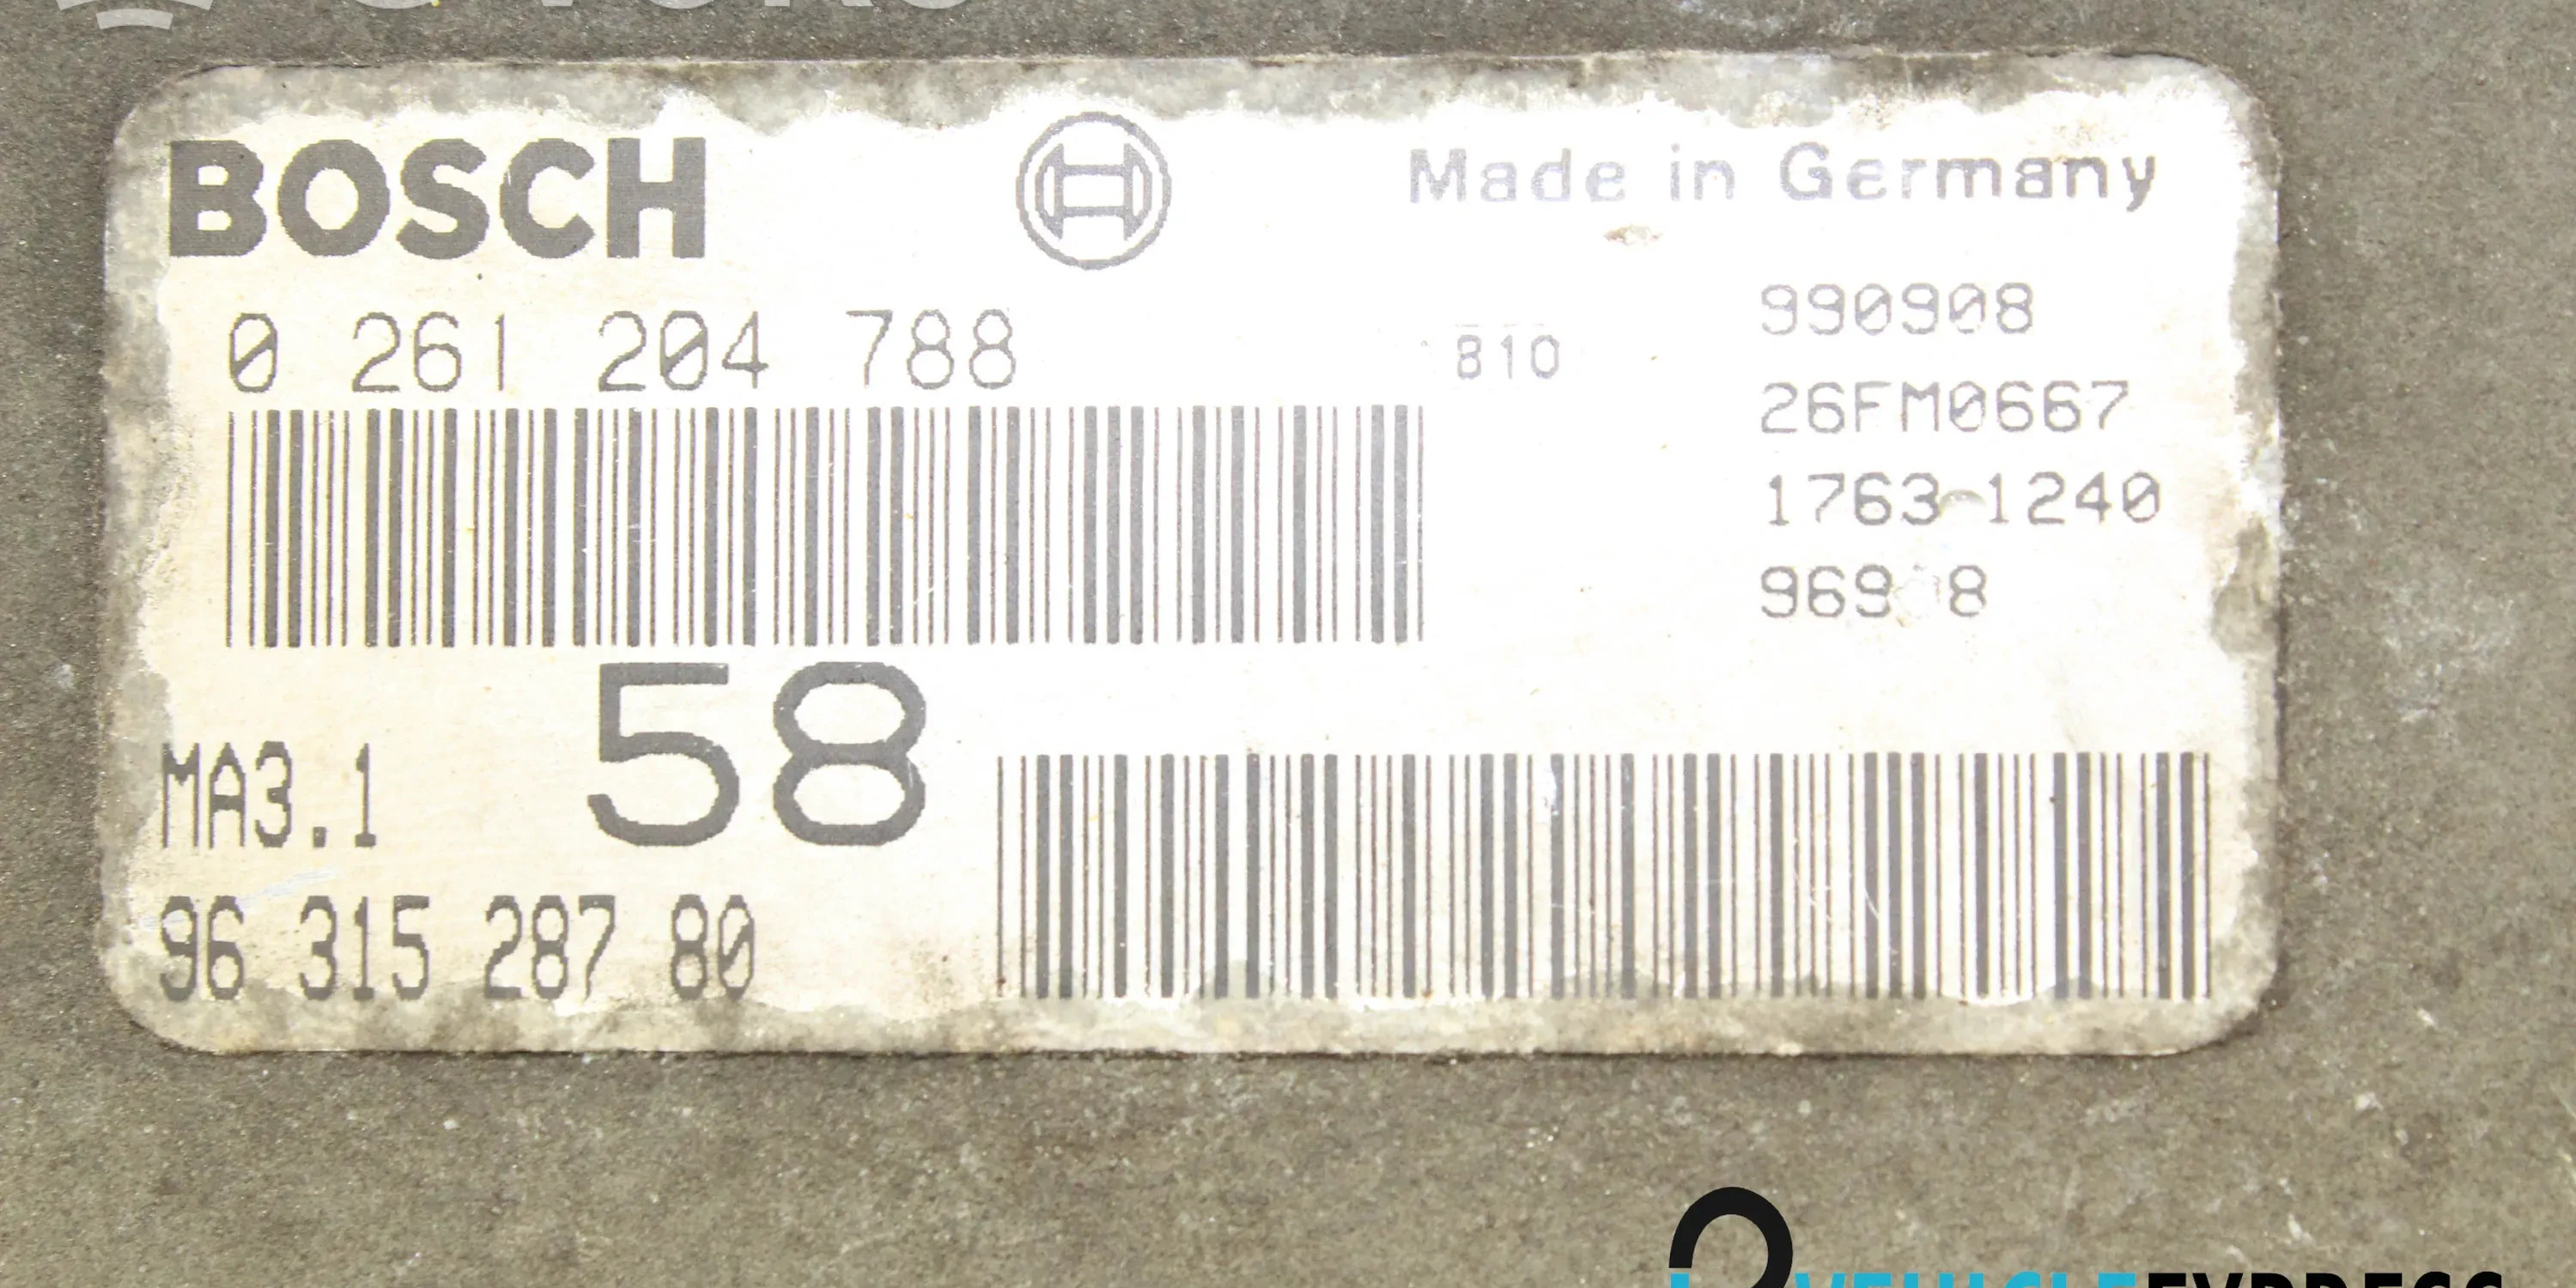 BOSCH
Made in Germany
0 261 204 788
810
990908
26FM0667
1763-1240
MA3.1
58
96 315 287 80
VEHICLEEXPRESS